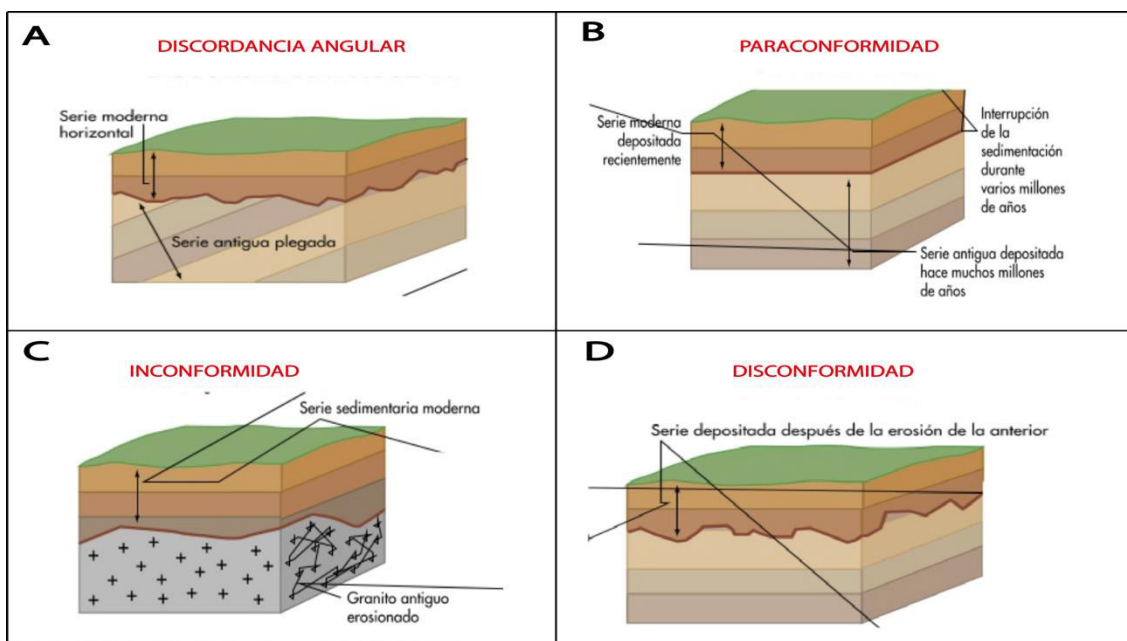 A
DISCORDANCIA ANGULAR
Serie moderna
horizontal
Serie antigua plegada
B
PARACONFORMIDAD
Serie moderna
depositada
recientemente
Interrupción
de la
sedimentación
durante
varios millones
de años
Serie antigua depositada
hace muchos millones
de años
C
INCONFORMIDAD
Serie sedimentaria moderna
Granito antiguo
erosionado
D
DISCONFORMIDAD
Serie depositada después de la erosión de la anterior